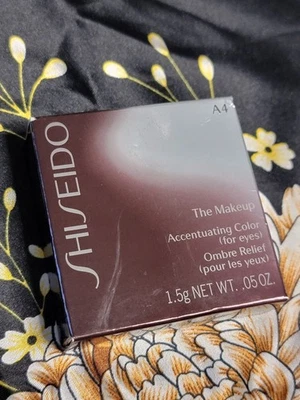 A4
SHISEIDO
The Makeup
Accentuating Color
(for eyes)
Ombre Relief
(pour les yeux)
1.5g NET WT. .05 OZ.